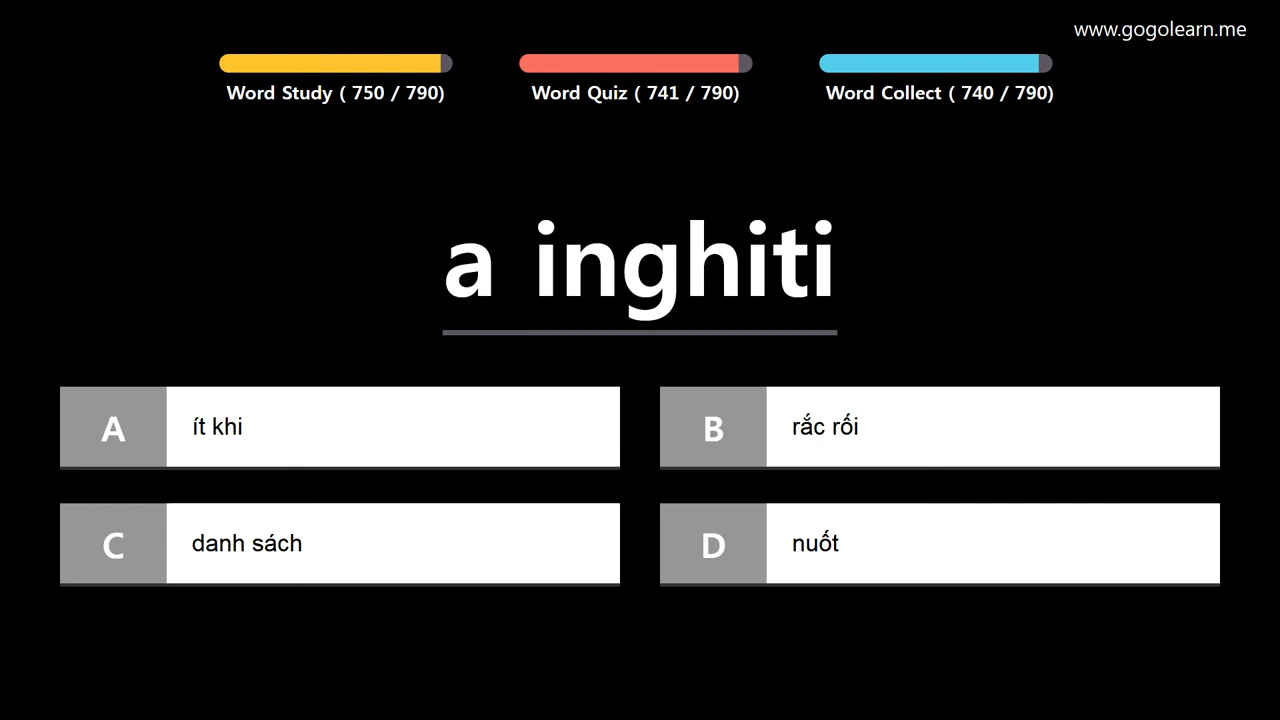 www.gogolearn.me
Word Study ( 750 / 790)
Word Quiz ( 741 / 790)
Word Collect ( 740 / 790)
a inghiti
A ít khi
B rắc rối
C danh sách
D nuốt